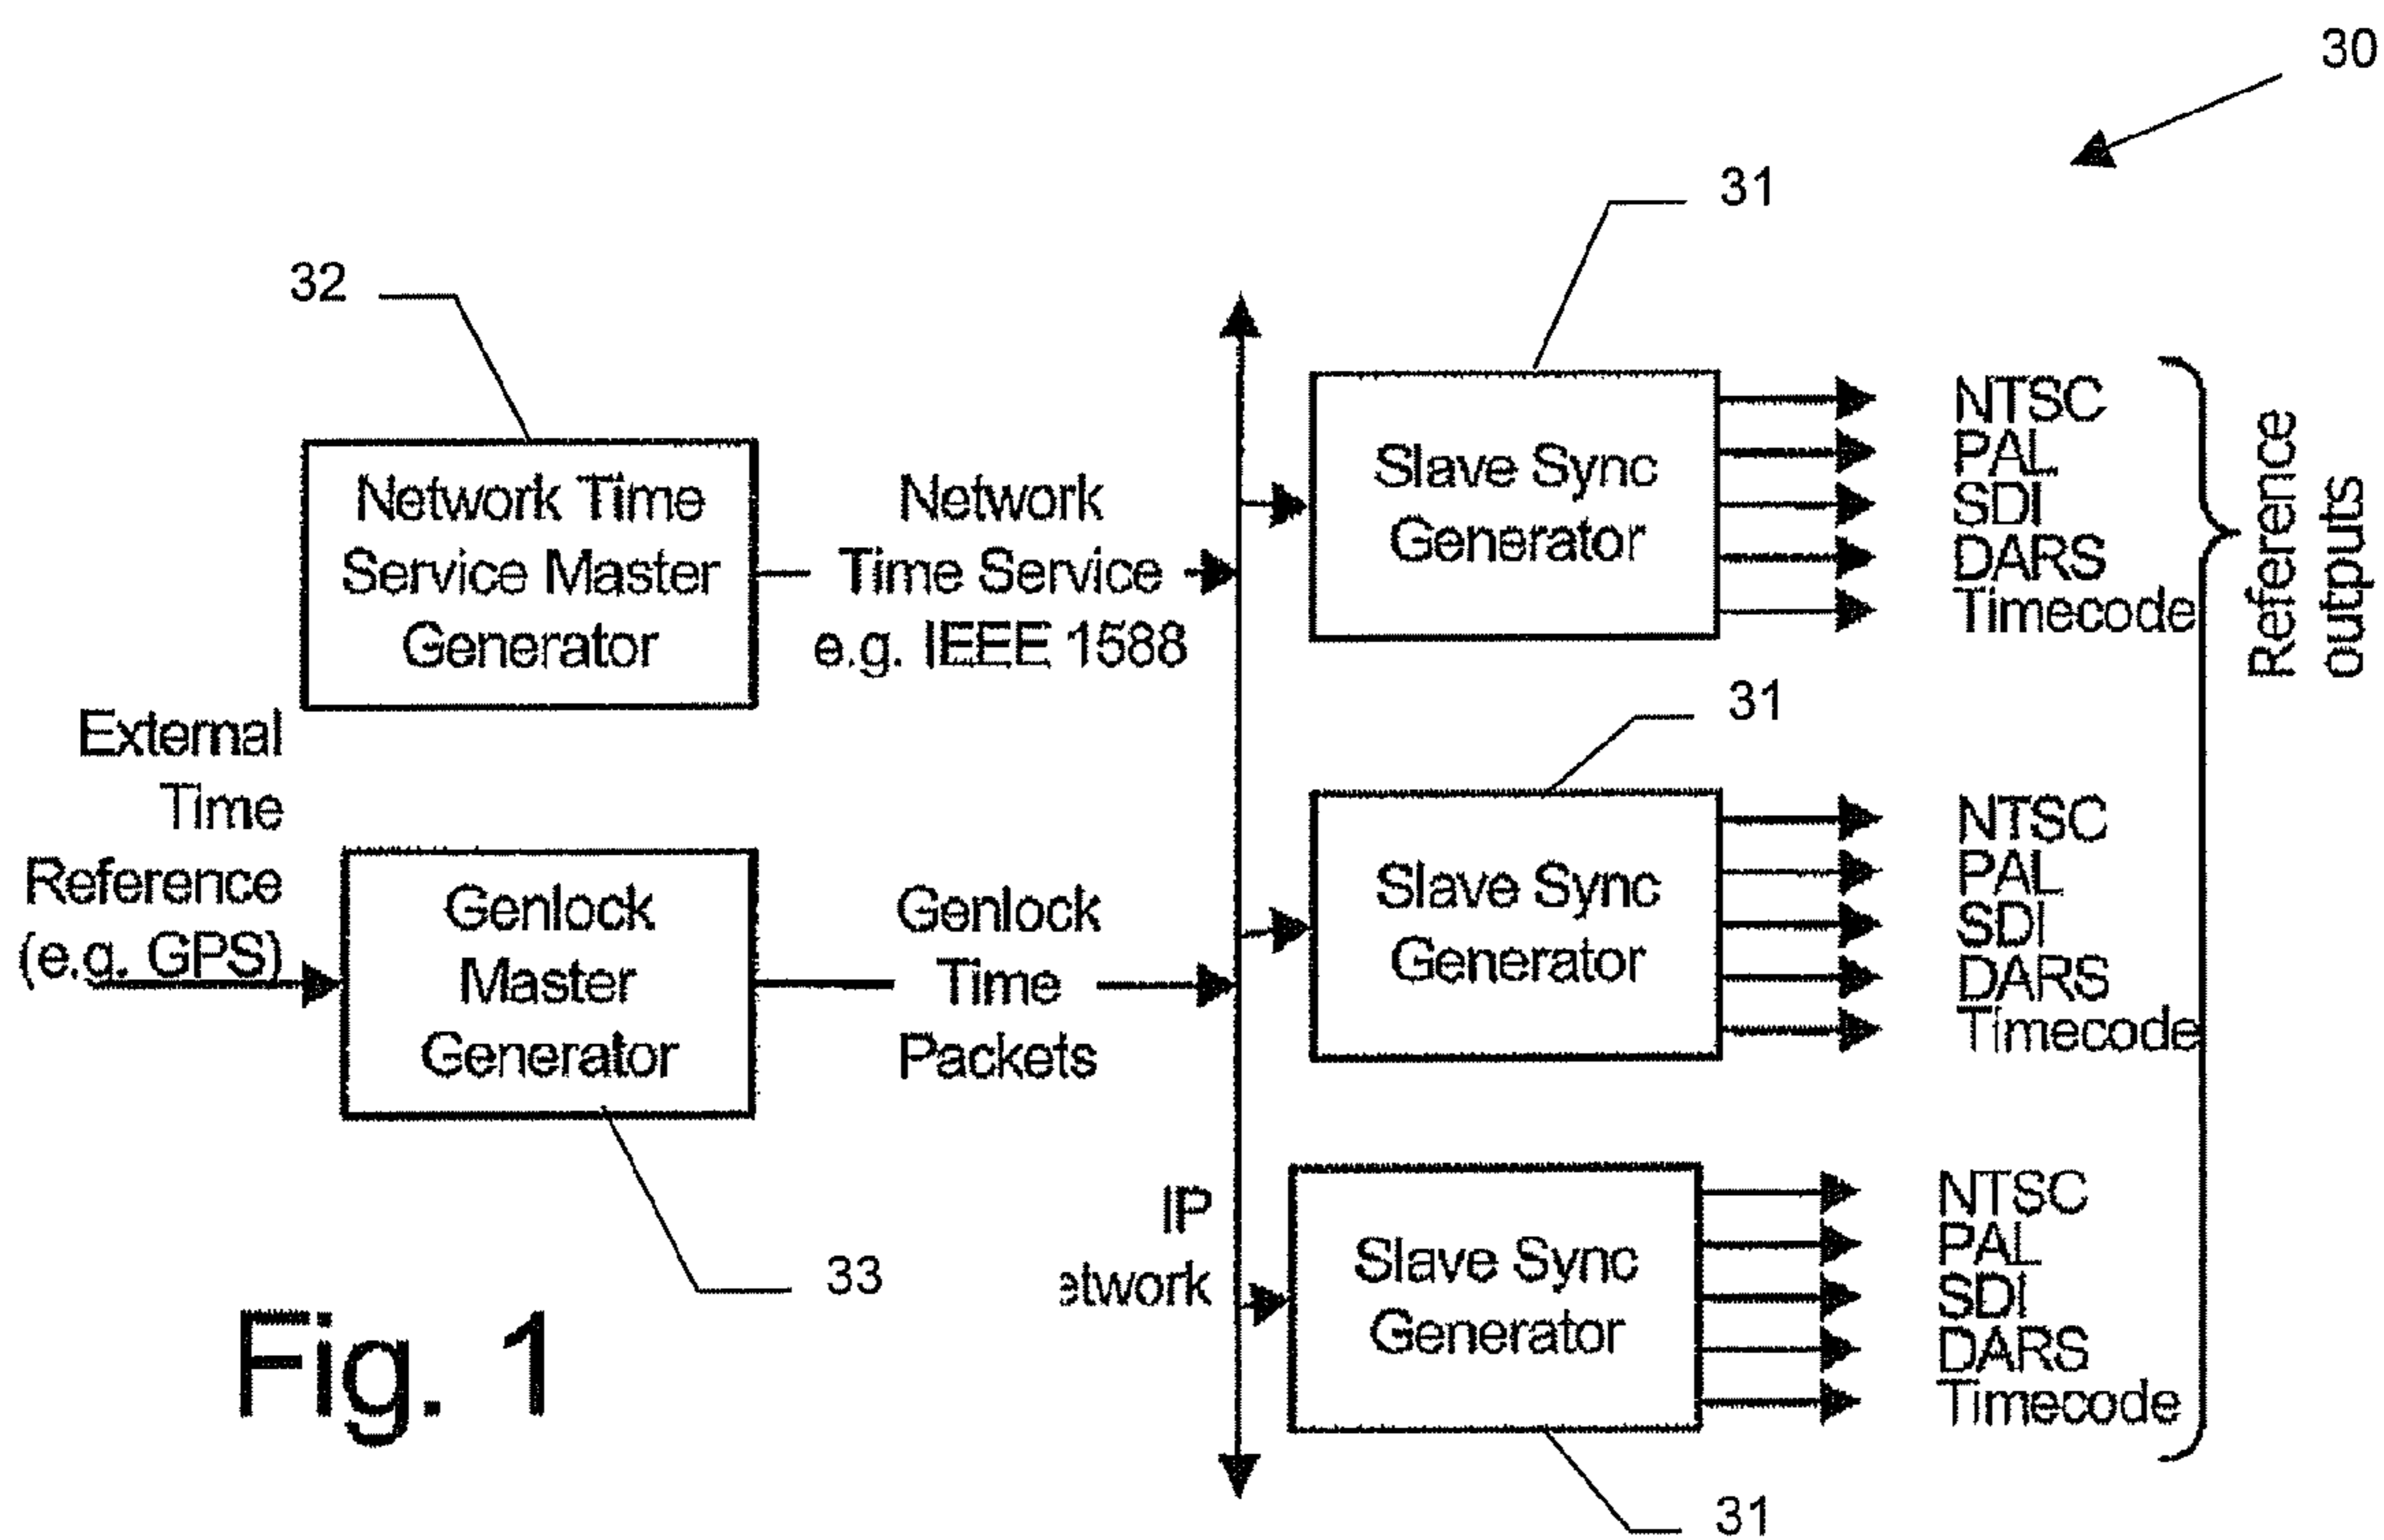 30
31
32
Network Time
Service Master
Generator
Network
Time Service
e.g. IEEE 1588
Slave Sync
Generator
NTSC
PAL
SDI
DARS
Timecode
Reference
outputs
External
Time
Reference
(e.g. GPS)
Genlock
Master
Generator
33
Genlock
Time
Packets
31
Slave Sync
Generator
NTSC
PAL
SDI
DARS
Timecode
IP
etwork
Slave Sync
Generator
31
NTSC
PAL
SDI
DARS
Timecode
Fig. 1